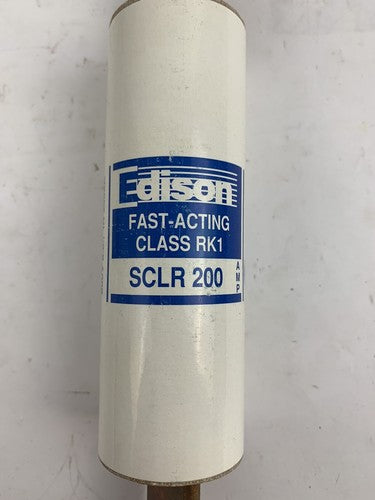 Edison
FAST-ACTING
CLASS RK1
SCLR 200
AMP